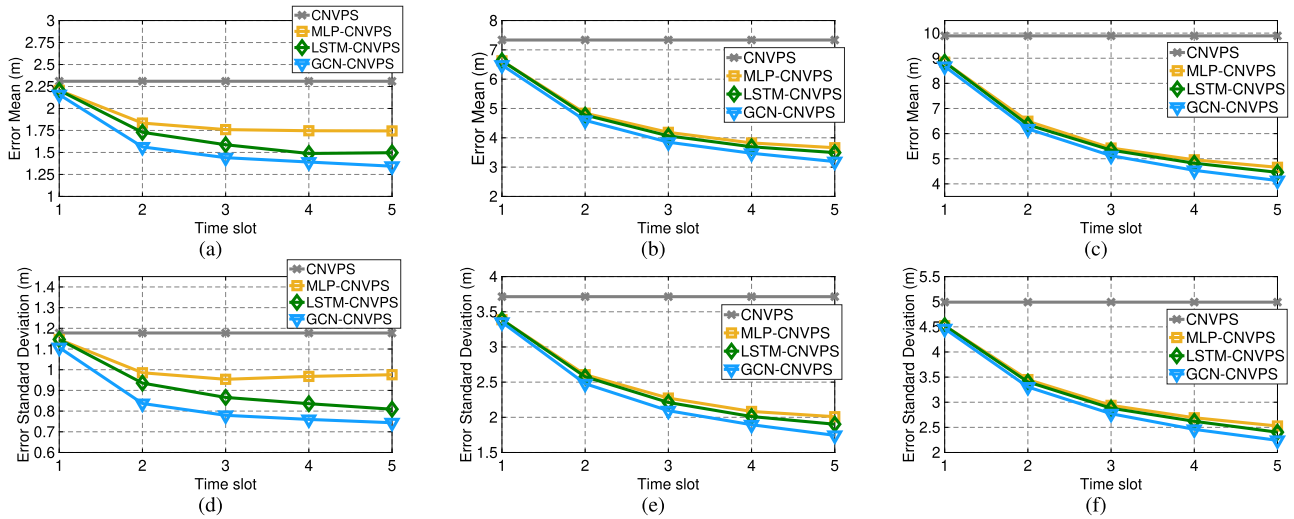 3
2.75
2.5
2.25
2
1.75
1.5
1.25
1
Error Mean (m)
CNVPS
MLP-CNVPS
LSTM-CNVPS
GCN-CNVPS
1 2 3 4 5
Time slot
(a)
8
7
6
5
4
3
2
Error Mean (m)
CNVPS
MLP-CNVPS
LSTM-CNVPS
GCN-CNVPS
1 2 3 4 5
Time slot
(b)
10
9
8
7
6
5
4
Error Mean (m)
CNVPS
MLP-CNVPS
LSTM-CNVPS
GCN-CNVPS
1 2 3 4 5
Time slot
(c)
1.4
1.3
1.2
1.1
1
0.9
0.8
0.7
0.6
Error Standard Deviation (m)
CNVPS
MLP-CNVPS
LSTM-CNVPS
GCN-CNVPS
1 2 3 4 5
Time slot
(d)
4
3.5
3
2.5
2
1.5
Error Standard Deviation (m)
CNVPS
MLP-CNVPS
LSTM-CNVPS
GCN-CNVPS
1 2 3 4 5
Time slot
(e)
5.5
5
4.5
4
3.5
3
2.5
2
Error Standard Deviation (m)
CNVPS
MLP-CNVPS
LSTM-CNVPS
GCN-CNVPS
1 2 3 4 5
Time slot
(f)